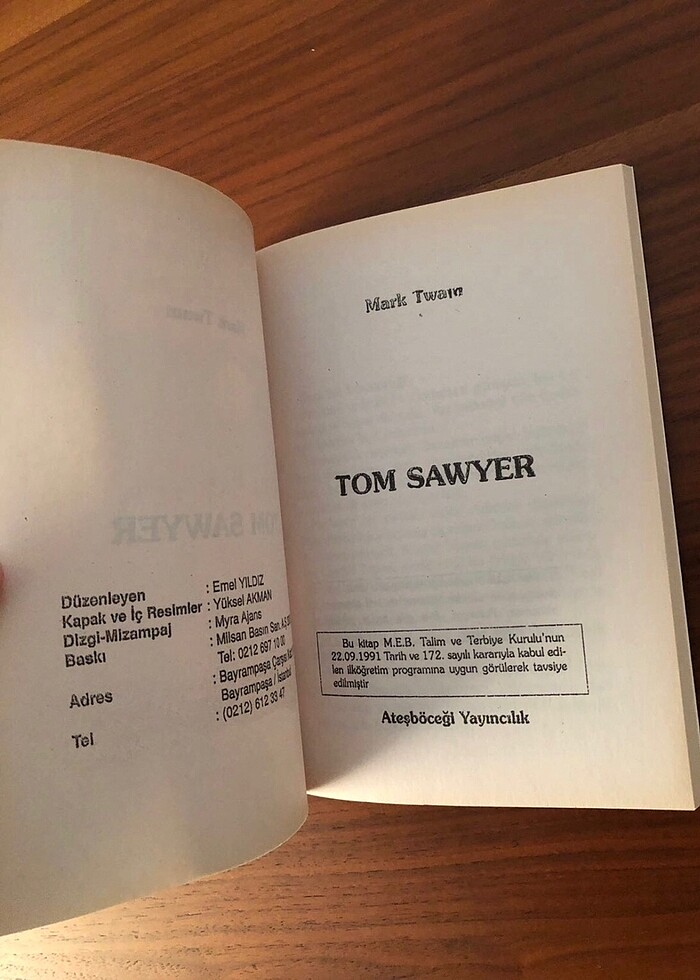 Düzenleyen : Emel YILDIZ
Kapak ve İç Resimler : Yüksel AKMAN
Dizgi-Mizampaj : Myra Ajans
Baskı : Milsan Basın San. A.Ş
Tel: 0212 697 10 00
Adres : Bayrampaşa Çarşısı
Bayrampaşa / İstanbul
Tel : (0212) 612 33 47
Mark Twain
TOM SAWYER
Bu kitap M.E.B. Talim ve Terbiye Kurulu'nun
22.09.1991 Tnrih ve 172. sayılı kararıyla kabul edi-
len ilköğretim programına uygun görülerek tavsiye
edilmiştir
Ateşböceği Yayıncılık